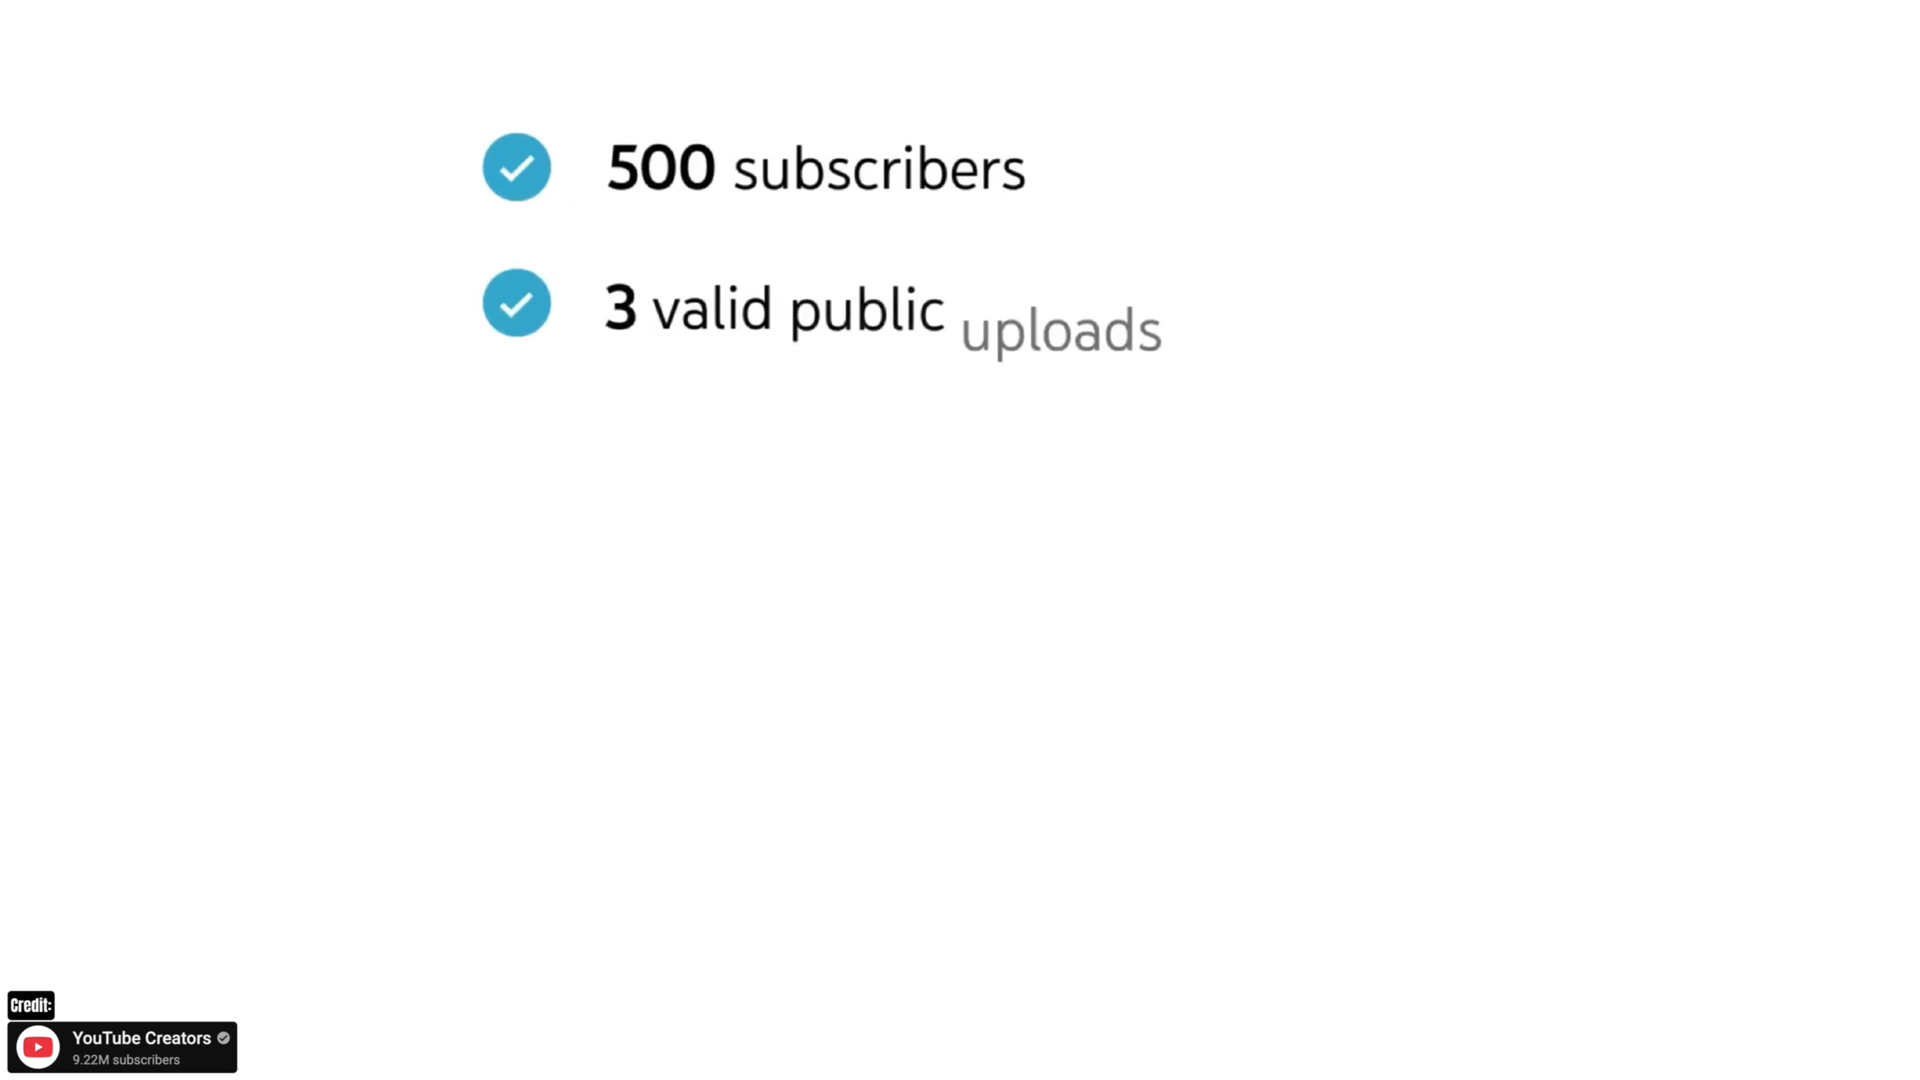 500 subscribers
3 valid public uploads
Credit:
YouTube Creators
9.22M subscribers